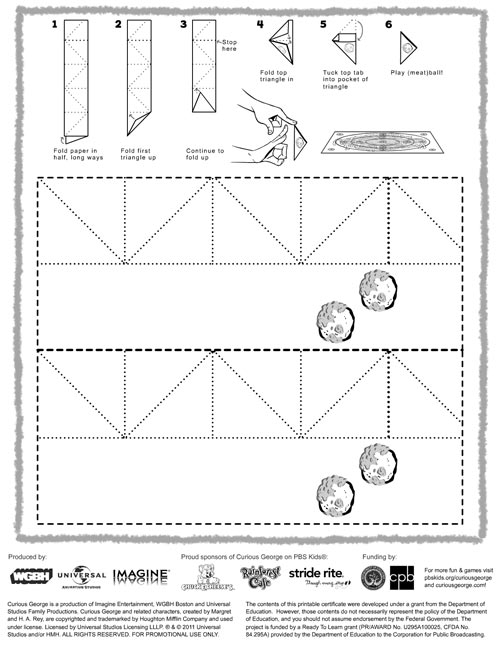 1 2 3 4 5 6
Stop
here
Fold top
triangle in
Tuck top tab
into pocket of
triangle
Play (meat)ball!
Fold paper in
half, long ways
Fold first
triangle up
Continue to
fold up
Produced by:
Proud sponsors of Curious George on PBS Kids®:
Funding by:
WGBH
UNIVERSAL
ANIMATION STUDIOS
IMAGINE
CHUCK E. CHEESE'S
Rainforest
Cafe
stride rite
cpb
For more fun & games visit
pbskids.org/curiousgeorge
and curiousgeorge.com!
Curious George is a production of Imagine Entertainment, WGBH Boston and Universal
Studios Family Productions. Curious George and related characters, created by Margret
and H. A. Rey, are copyrighted and trademarked by Houghton Mifflin Company and used
under license. Licensed by Universal Studios Licensing LLLP. ® & © 2011 Universal
Studios and/or HMH. ALL RIGHTS RESERVED. FOR PROMOTIONAL USE ONLY.
The contents of this printable certificate were developed under a grant from the Department of
Education. However, those contents do not necessarily represent the policy of the Department
of Education, and you should not assume endorsement by the Federal Government. The
project is funded by a Ready To Learn grant (PR/AWARD No. U295A100025, CFDA No.
84.295A) provided by the Department of Education to the Corporation for Public Broadcasting.